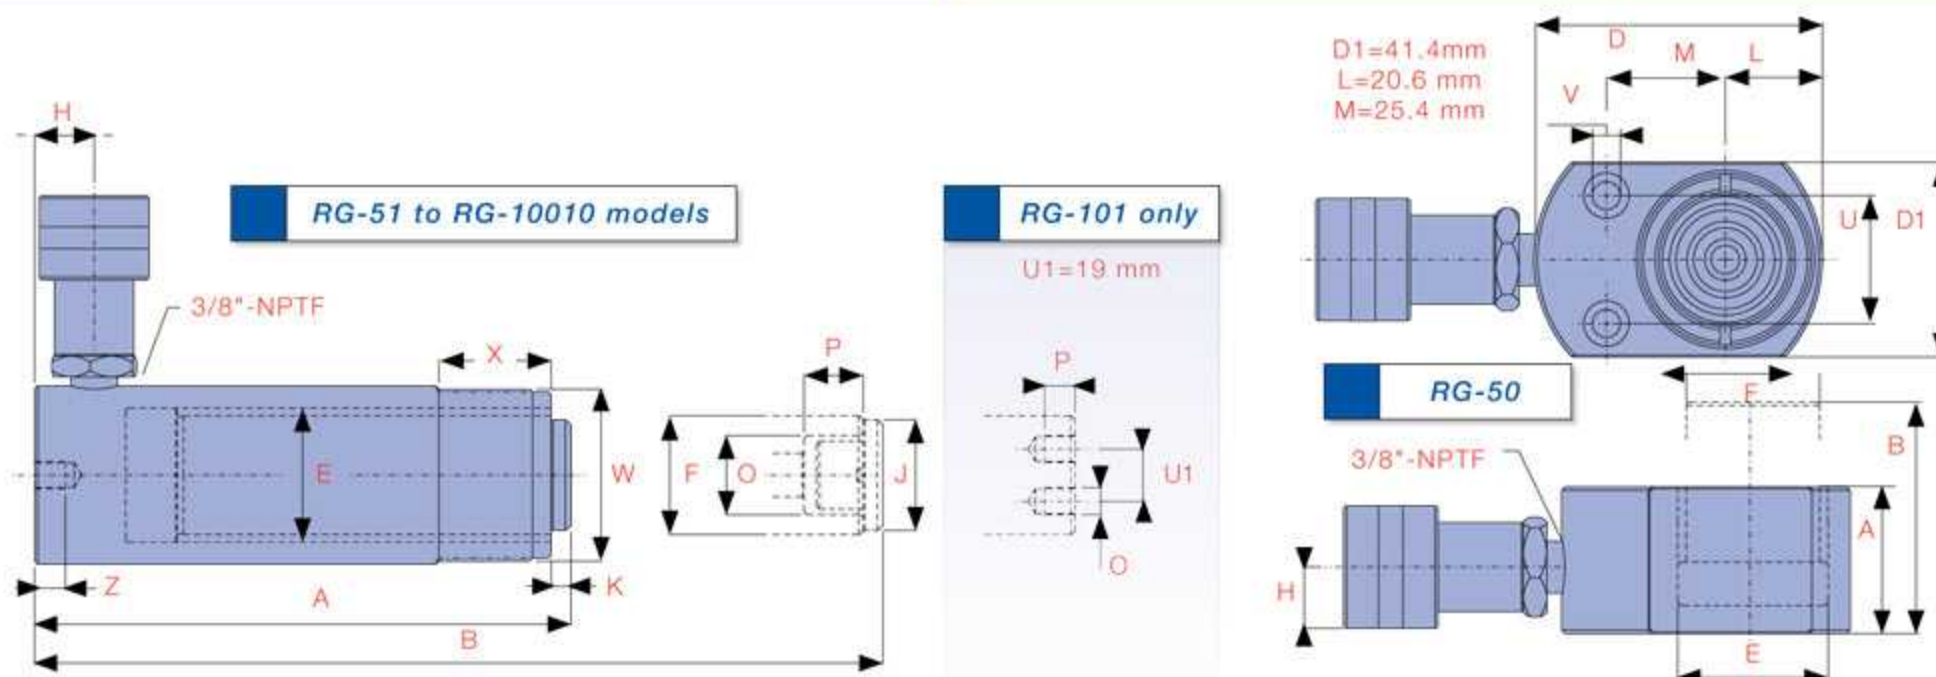 D1=41.4mm
L=20.6 mm
M=25.4 mm
D
M
L
V
U
D1
H
RG-51 to RG-10010 models
RG-101 only
U1=19 mm
3/8"-NPTF
X
P
P
E
W
F
O
J
U1
O
Z
A
K
B
RG-50
F
B
3/8"-NPTF
A
H
E